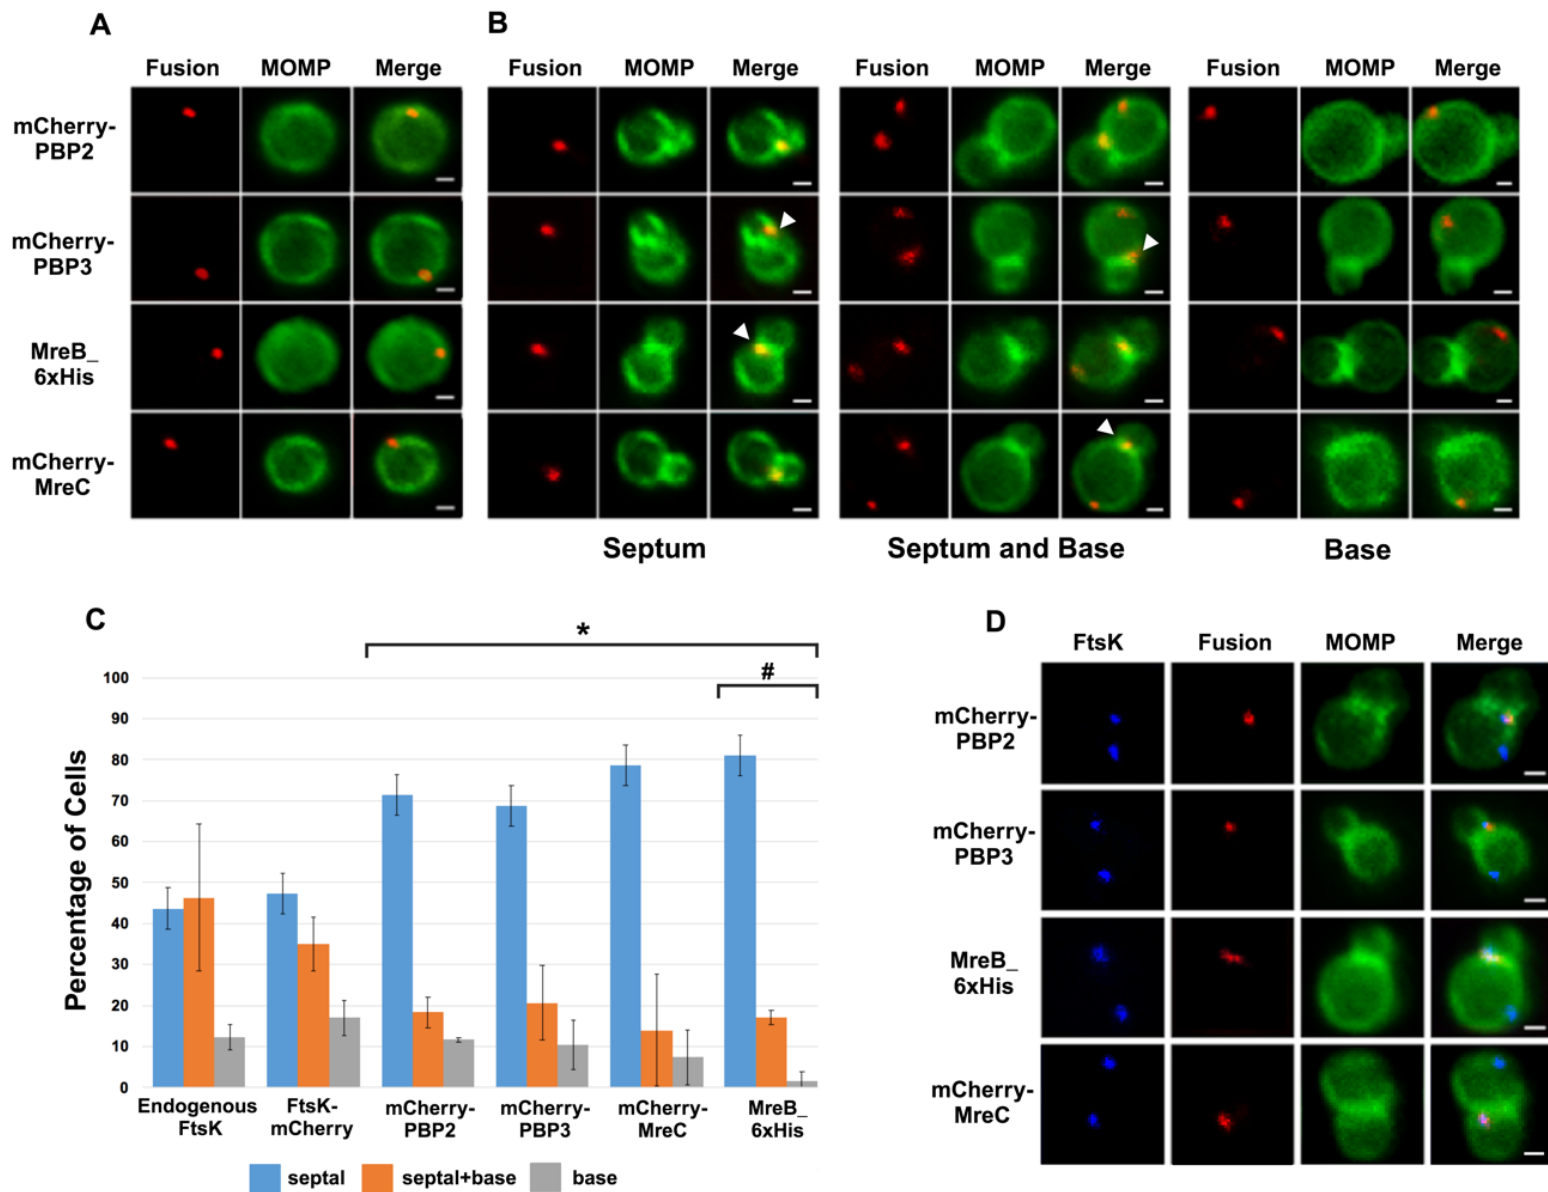 A
B
Fusion MOMP Merge
Fusion MOMP Merge
Fusion MOMP Merge
Fusion MOMP Merge
mCherry-
PBP2
mCherry-
PBP3
MreB_
6xHis
mCherry-
MreC
Septum
Septum and Base
Base
C
*
#
Percentage of Cells
100
90
80
70
60
50
40
30
20
10
0
Endogenous
FtsK
FtsK-
mCherry
mCherry-
PBP2
mCherry-
PBP3
mCherry-
MreC
MreB_
6xHis
septal septal+base base
D
FtsK Fusion MOMP Merge
mCherry-
PBP2
mCherry-
PBP3
MreB_
6xHis
mCherry-
MreC